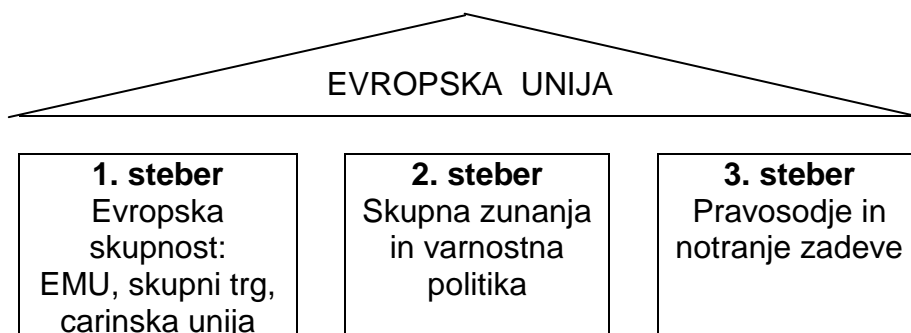 EVROPSKA UNIJA
1. steber
Evropska
skupnost:
EMU, skupni trg,
carinska unija
2. steber
Skupna zunanja
in varnostna
politika
3. steber
Pravosodje in
notranje zadeve